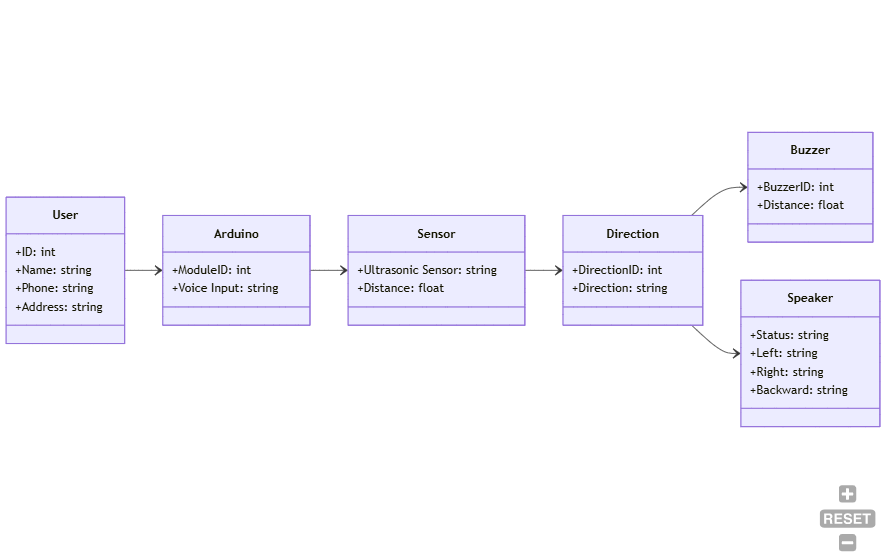 User
+ID: int
+Name: string
+Phone: string
+Address: string
Arduino
+ModuleID: int
+Voice Input: string
Sensor
+Ultrasonic Sensor: string
+Distance: float
Direction
+DirectionID: int
+Direction: string
Buzzer
+BuzzerID: int
+Distance: float
Speaker
+Status: string
+Left: string
+Right: string
+Backward: string
RESET